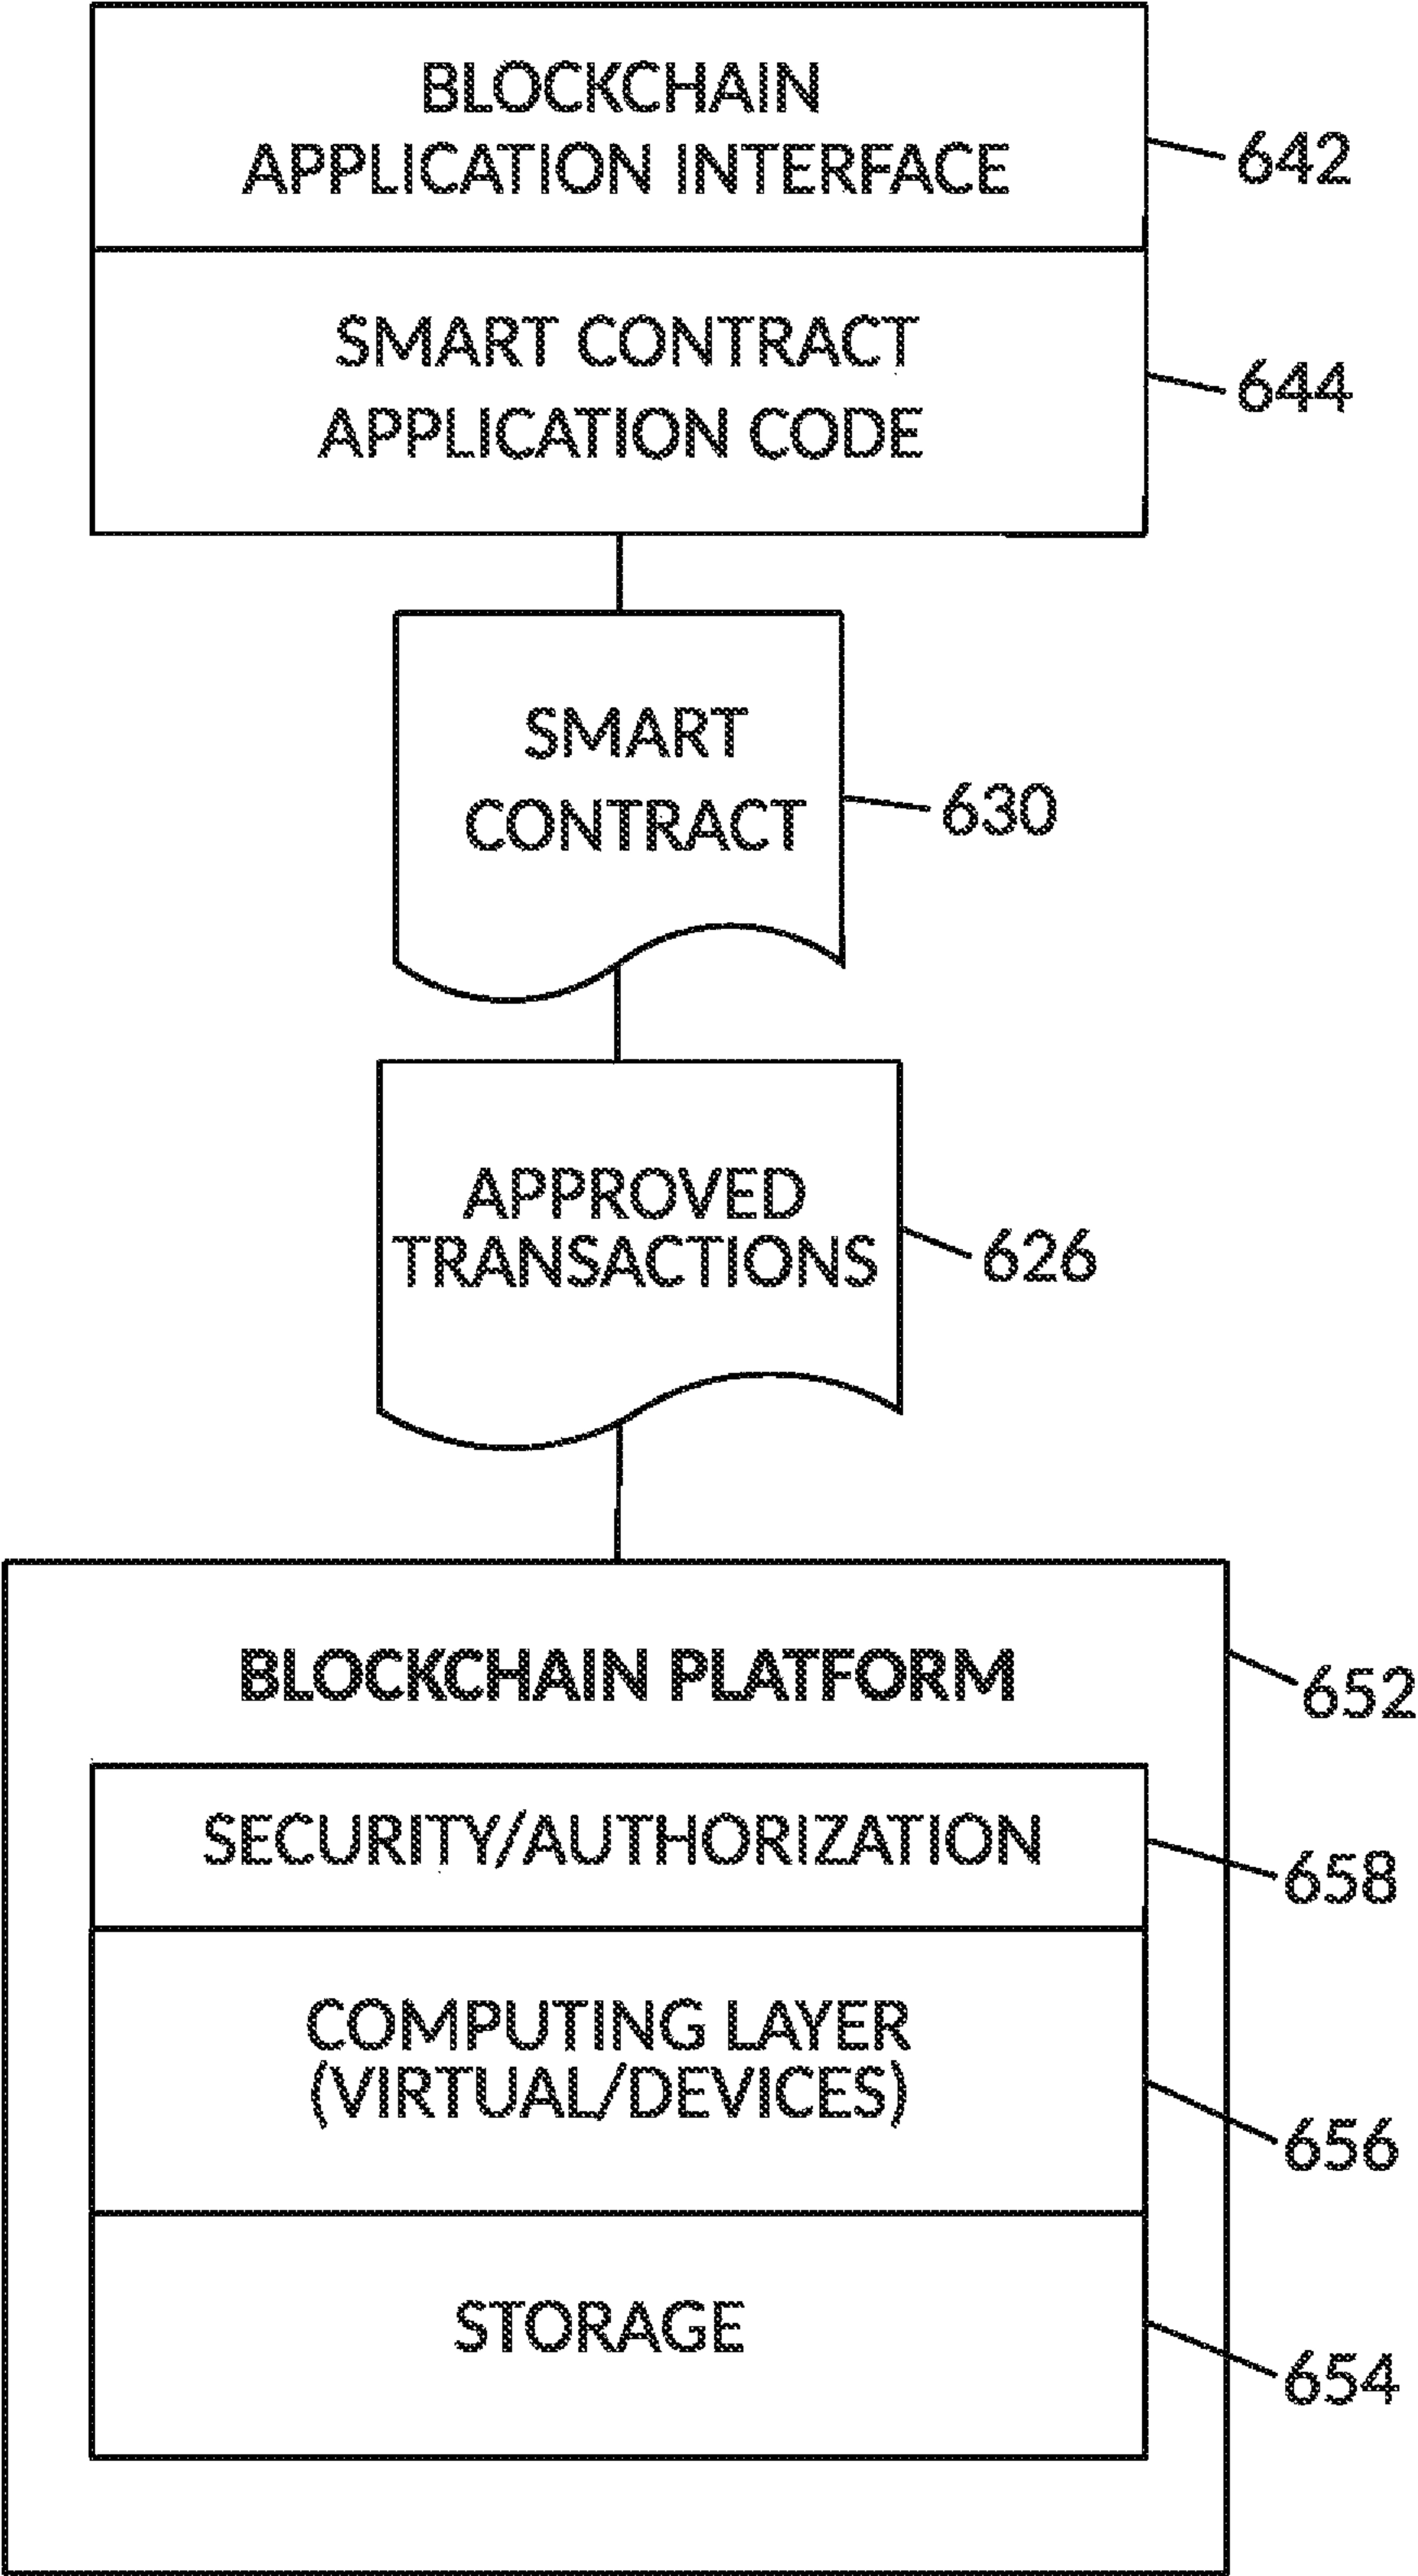 BLOCKCHAIN
APPLICATION INTERFACE
642
SMART CONTRACT
APPLICATION CODE
644
SMART
CONTRACT
630
APPROVED
TRANSACTIONS
626
BLOCKCHAIN PLATFORM
652
SECURITY/AUTHORIZATION
658
COMPUTING LAYER
(VIRTUAL/DEVICES)
656
STORAGE
654